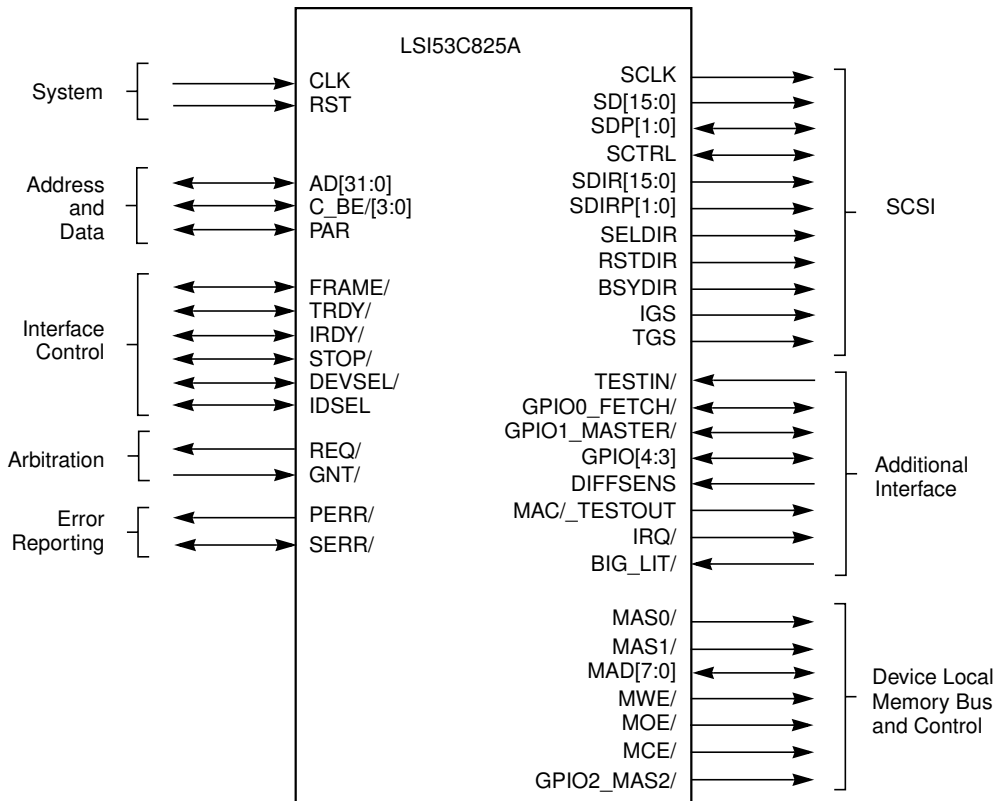 LSI53C825A
System
CLK
RST
Address
and
Data
AD[31:0]
C_BE/[3:0]
PAR
Interface
Control
FRAME/
TRDY/
IRDY/
STOP/
DEVSEL/
IDSEL
Arbitration
REQ/
GNT/
Error
Reporting
PERR/
SERR/
SCLK
SD[15:0]
SDP[1:0]
SCTRL
SDIR[15:0]
SDIRP[1:0]
SELDIR
RSTDIR
BSYDIR
IGS
TGS
SCSI
TESTIN/
GPIO0_FETCH/
GPIO1_MASTER/
GPIO[4:3]
DIFFSENS
MAC/_TESTOUT
IRQ/
BIG_LIT/
Additional
Interface
MAS0/
MAS1/
MAD[7:0]
MWE/
MOE/
MCE/
GPIO2_MAS2/
Device Local
Memory Bus
and Control